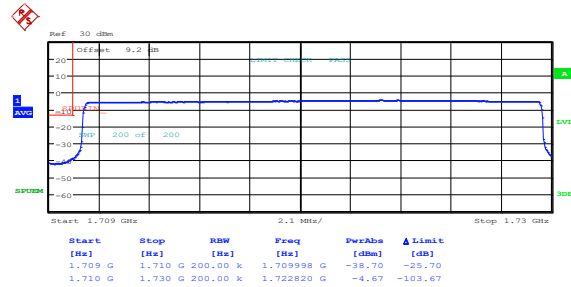 Ref 30 dBm
Offset 9.2 dB
LIMIT CHECK PASS
20
10
A
0
1
AVG
-10
LVL
-20
SWP 200 of 200
-30
-40
-50
3DB
-60
Start 1.709 GHz 2.1 MHz/ Stop 1.73 GHz
Start Stop RBW Freq PwrAbs Δ Limit
[Hz] [Hz] [Hz] [Hz] [dBm] [dB]
1.709 G 1.710 G 200.00 k 1.709998 G -38.70 -25.70
1.710 G 1.730 G 200.00 k 1.722820 G -4.67 -103.67